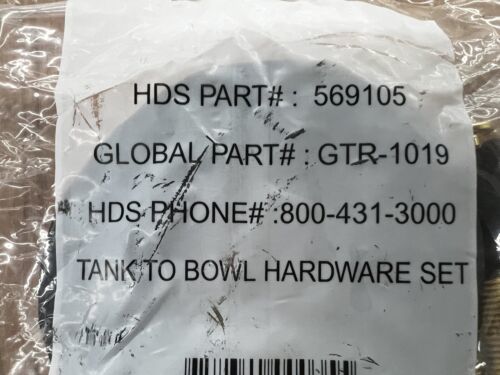 HDS PART# : 569105
GLOBAL PART# : GTR-1019
HDS PHONE# :800-431-3000
TANK TO BOWL HARDWARE SET